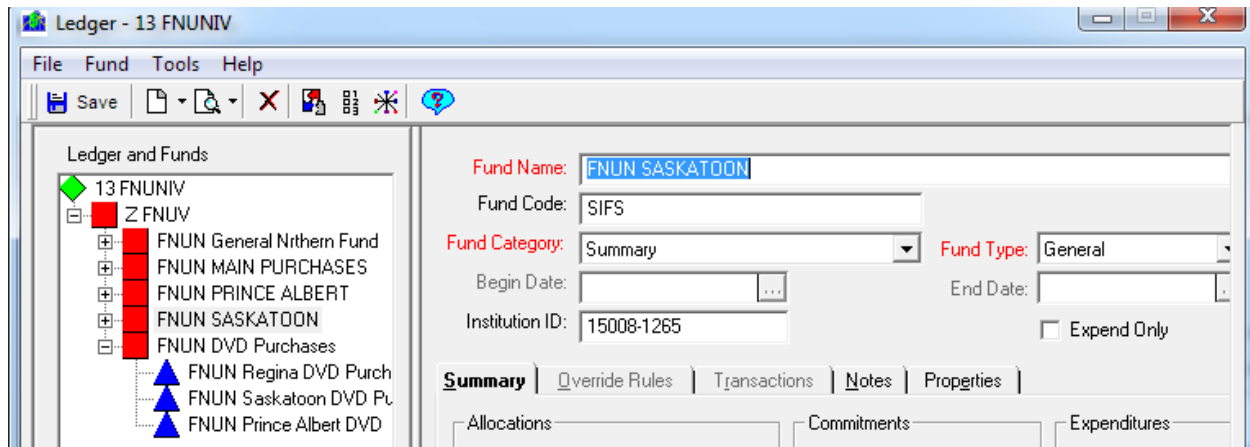 Ledger - 13 FNUNIV
File Fund Tools Help
Save
Ledger and Funds
13 FNUNIV
Z FNUV
FNUN General Nrthern Fund
FNUN MAIN PURCHASES
FNUN PRINCE ALBERT
FNUN SASKATOON
FNUN DVD Purchases
FNUN Regina DVD Purch
FNUN Saskatoon DVD Pu
FNUN Prince Albert DVD
Fund Name: FNUN SASKATOON
Fund Code: SIFS
Fund Category: Summary Fund Type: General
Begin Date: ... End Date:
Institution ID: 15008-1265 Expend Only
Summary Override Rules Transactions Notes Properties
Allocations Commitments Expenditures